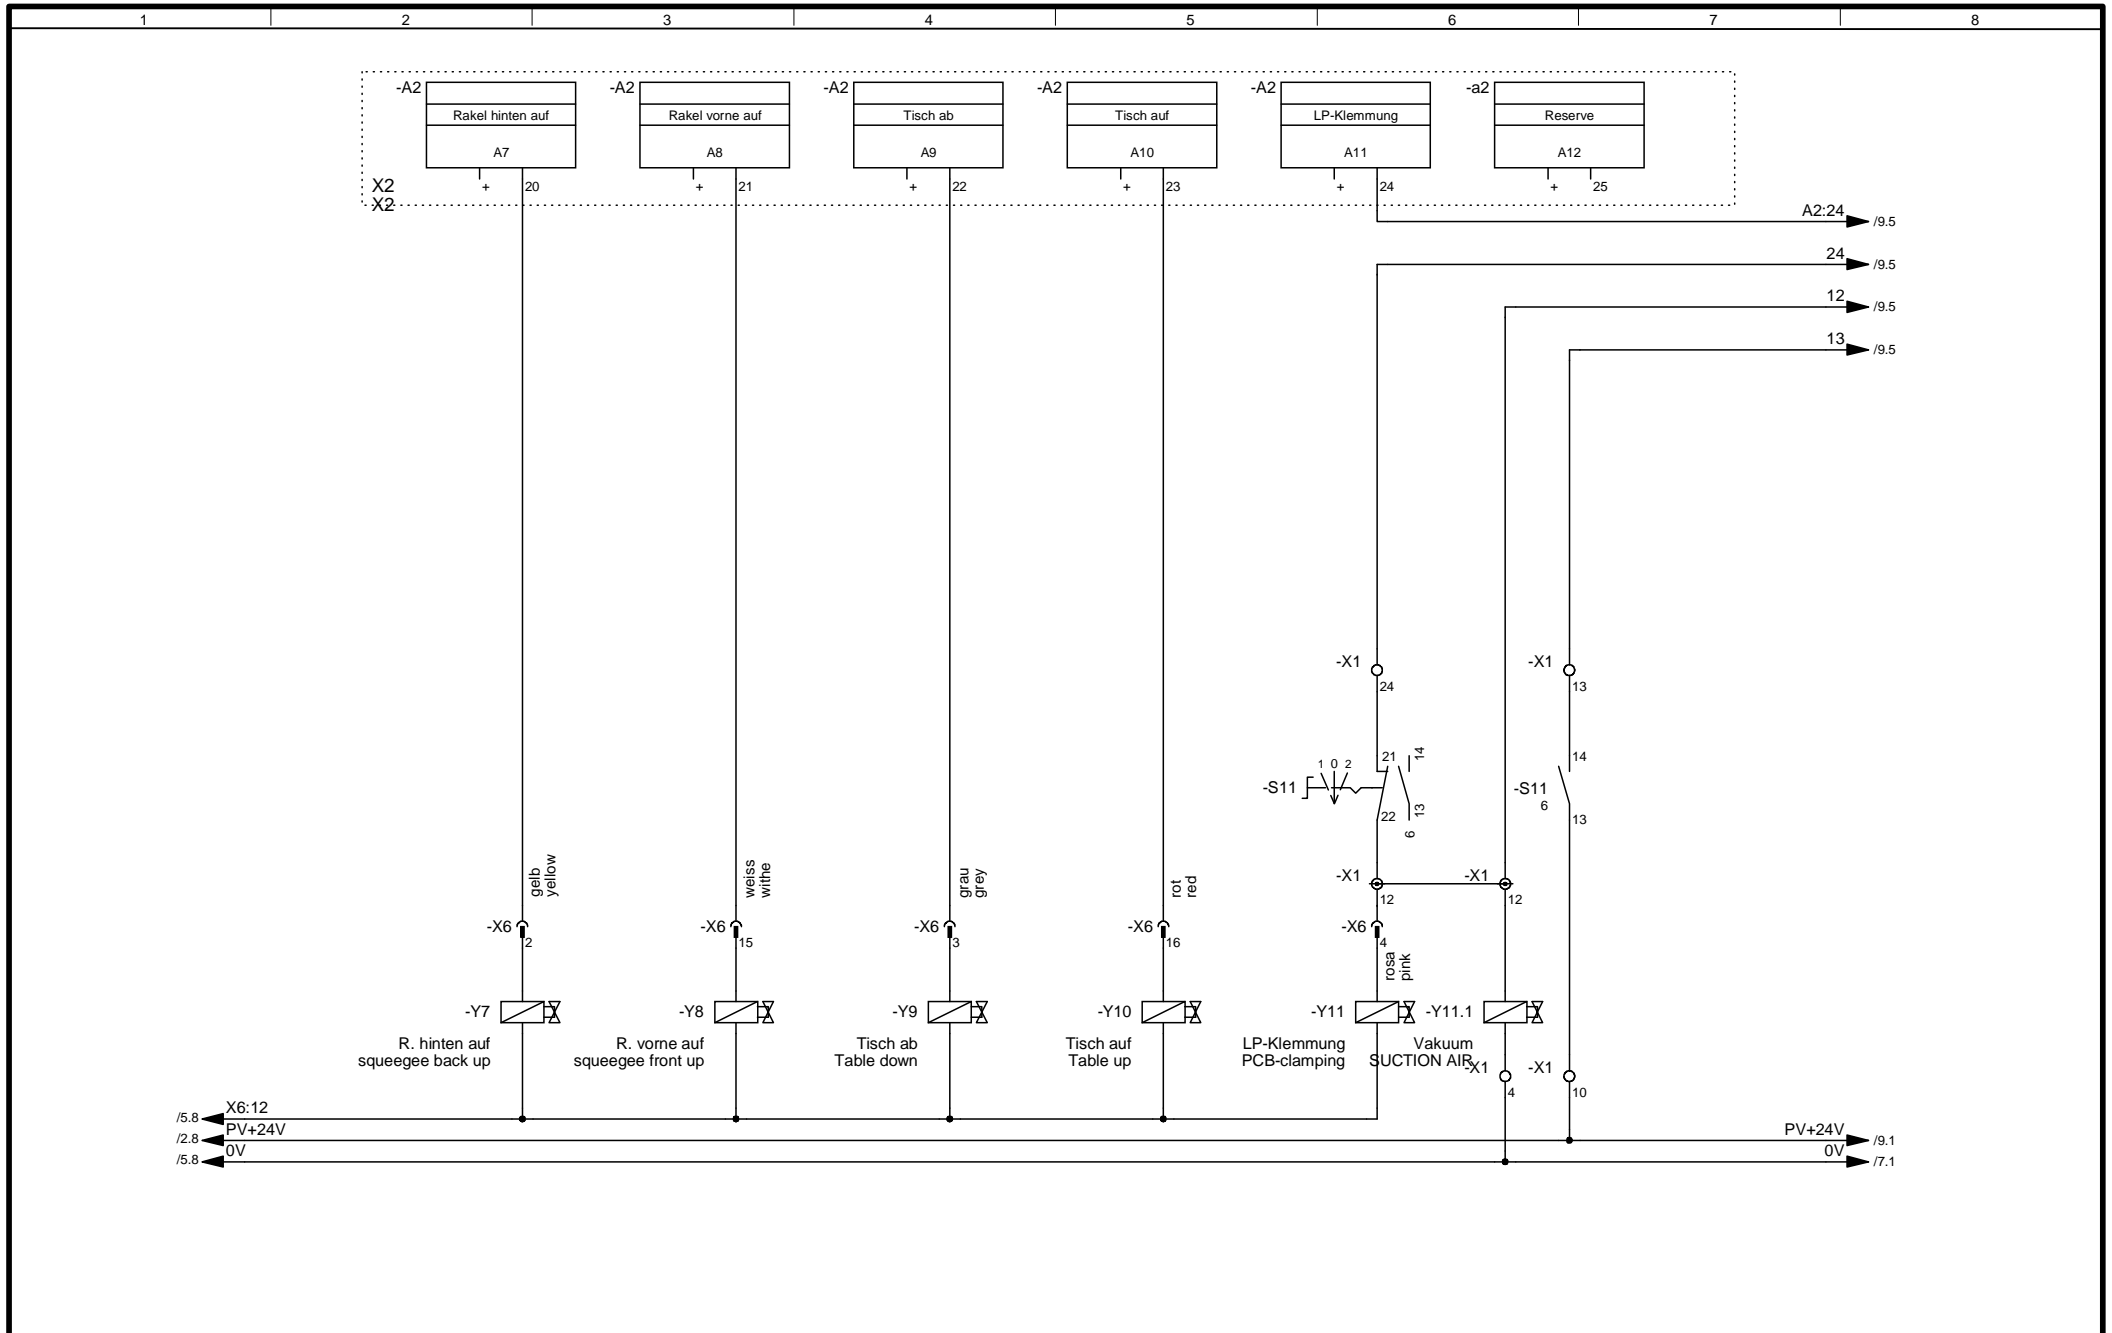 1 2 3 4 5 6 7 8
-A2 -A2 -A2 -A2 -A2 -a2
Rakel hinten auf Rakel vorne auf Tisch ab Tisch auf LP-Klemmung Reserve
A7 A8 A9 A10 A11 A12
X2 + 20 + 21 + 22 + 23 + 24 + 25
X2
A2:24 /9.5
24 /9.5
12 /9.5
13 /9.5
-X1 -X1
24 13
21 14 14
1 0 2
-S11 -S11
6
22 13 13
6
gelb
yellow
weiss
withe
grau
grey
rot
red
-X1 -X1
12 12
-X6 -X6 -X6 -X6 -X6
2 15 3 16 4
rosa
pink
-Y7 -Y8 -Y9 -Y10 -Y11 -Y11.1
R. hinten auf R. vorne auf Tisch ab Tisch auf LP-Klemmung Vakuum
squeegee back up squeegee front up Table down Table up PCB-clamping SUCTION AIR
-X1 -X1
4 10
/5.8 X6:12
/2.8 PV+24V PV+24V /9.1
/5.8 0V 0V /7.1